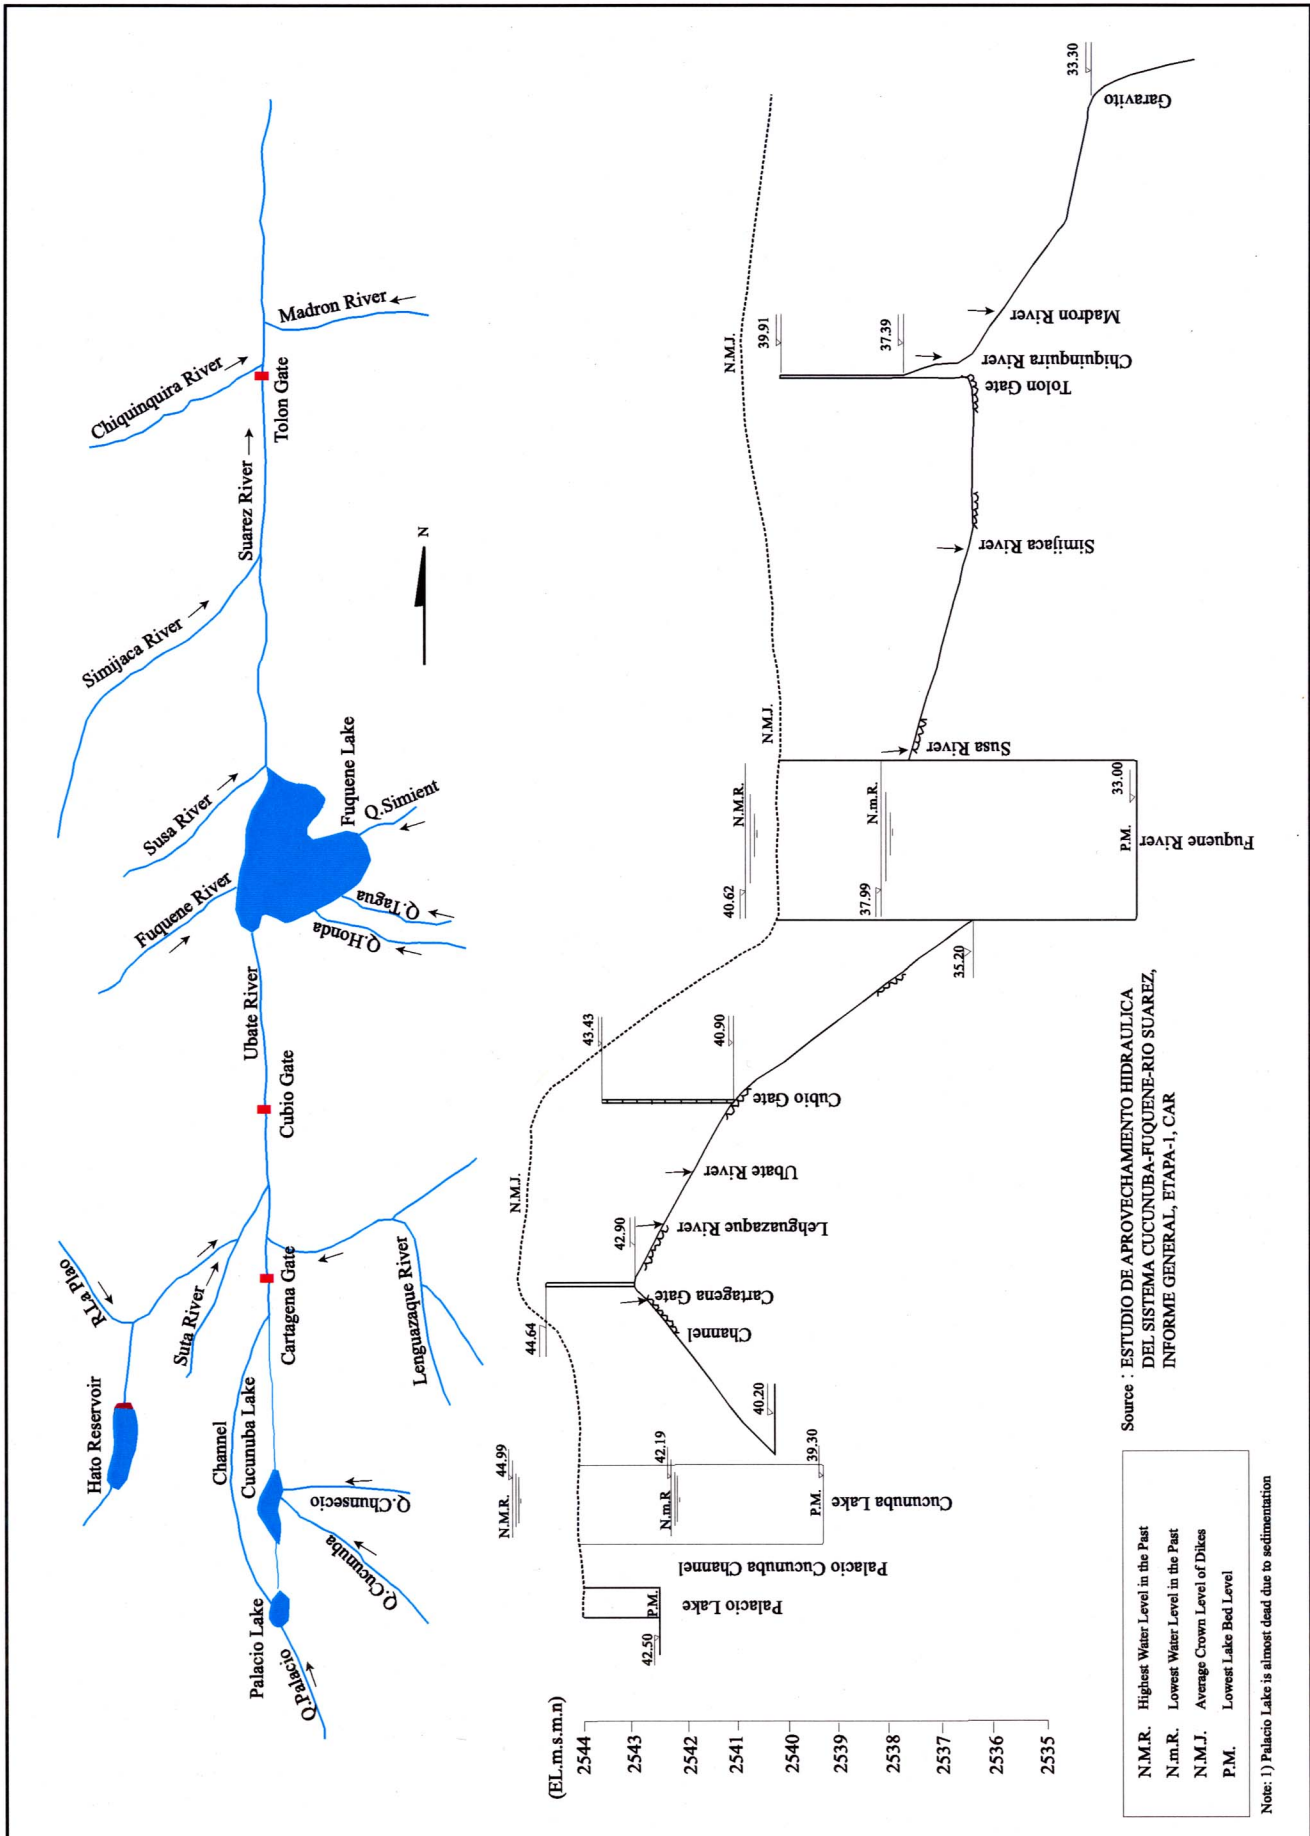 Q.Palacio
Palacio Lake
Q.Cucunuba
Q.Chunsecio
Channel
Cucunuba Lake
Hato Reservoir
R.La Plao
Suta River
Cartagena Gate
Lenguazaque River
Cubio Gate
Ubate River
Fuquene River
Q.Honda
Q.Tagua
Susa River
Fuquene Lake
Q.Simient
Simijaca River
Suarez River
Chiquinquira River
Tolon Gate
Madron River
N
(EL.m.s.m.n)
2544
2543
2542
2541
2540
2539
2538
2537
2536
2535
42.50
P.M.
Palacio Lake
Palacio Cucunuba Channel
N.M.R.
44.99
N.m.R
42.19
P.M.
39.30
Cucunuba Lake
40.20
44.64
Channel
Cartagena Gate
42.90
Lehguazaque River
Ubate River
N.M.J.
43.43
40.90
Cubio Gate
35.20
40.62
N.M.R.
37.99
N.m.R.
P.M.
33.00
Fuquene River
N.M.J.
Susa River
Simijaca River
N.M.J.
39.91
37.39
Tolon Gate
Chiquinquira River
Madron River
33.30
Garavito
N.M.R. Highest Water Level in the Past
N.m.R. Lowest Water Level in the Past
N.M.J. Average Crown Level of Dikes
P.M. Lowest Lake Bed Level
Note: 1) Palacio Lake is almost dead due to sedimentation
Source : ESTUDIO DE APROVECHAMIENTO HIDRAULICA
DEL SISTEMA CUCUNUBA-FUQUENE-RIO SUAREZ,
INFORME GENERAL, ETAPA-1, CAR